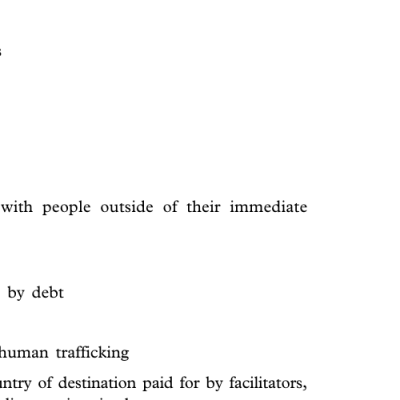 s
with people outside of their immediate
by debt
human trafficking
ntry of destination paid for by facilitators,